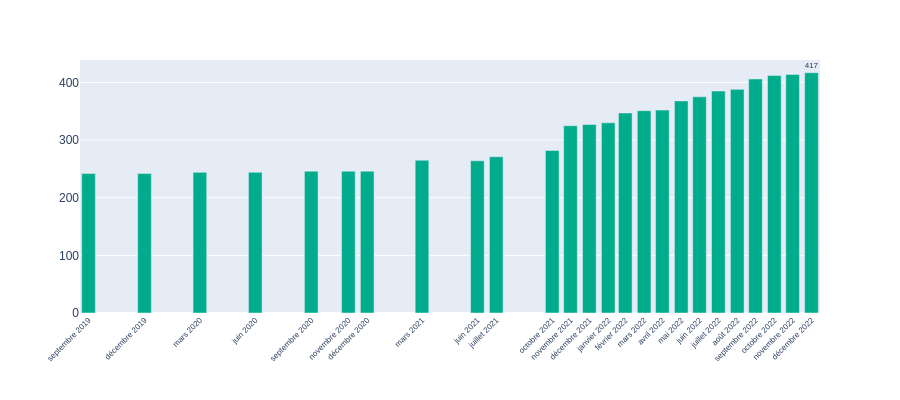 417
400
300
200
100
0
septembre 2019
décembre 2019
mars 2020
juin 2020
septembre 2020
novembre 2020
décembre 2020
mars 2021
juin 2021
juillet 2021
octobre 2021
novembre 2021
décembre 2021
janvier 2022
février 2022
mars 2022
avril 2022
mai 2022
juin 2022
juillet 2022
août 2022
septembre 2022
octobre 2022
novembre 2022
décembre 2022